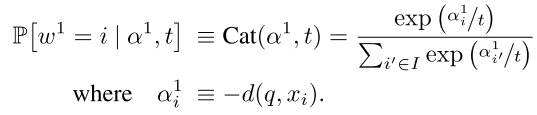 ℙ[w¹ = i | α¹, t] ≡ Cat(α¹, t) = exp (α¹ᵢ/t) / ∑_{i′∈I} exp (α¹_{i′}/t)
where α¹ᵢ ≡ −d(q, xᵢ).